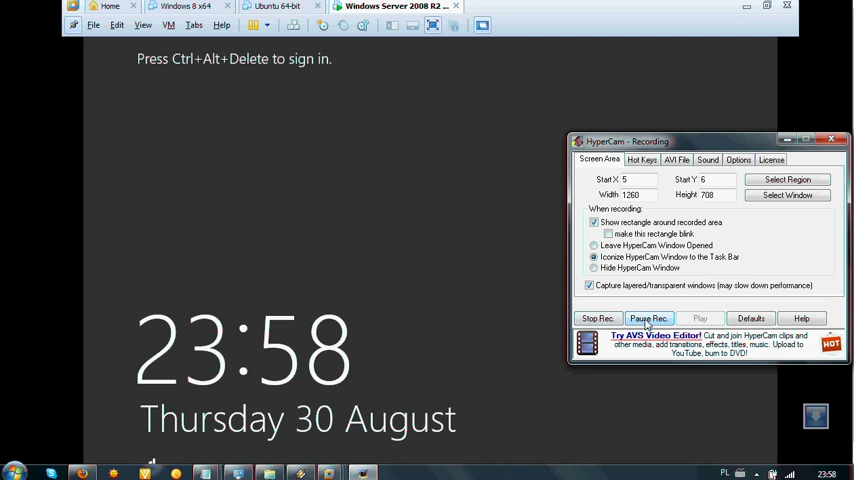 Home
Windows 8 x64
Ubuntu 64-bit
Windows Server 2008 R2 ...
File Edit View VM Tabs Help
Press Ctrl+Alt+Delete to sign in.
23:58
Thursday 30 August
HyperCam - Recording
Screen Area Hot Keys AVI File Sound Options License
Start X 5 Start Y 6 Select Region
Width 1260 Height 708 Select Window
When recording:
Show rectangle around recorded area
make this rectangle blink
Leave HyperCam Window Opened
Iconize HyperCam Window to the Task Bar
Hide HyperCam Window
Capture layered/transparent windows (may slow down performance)
Stop Rec. Pause Rec. Play Defaults Help
Try AVS Video Editor! Cut and join HyperCam clips and
other media, add transitions, effects, titles, music. Upload to
YouTube, burn to DVD!
HOT
PL
23:58